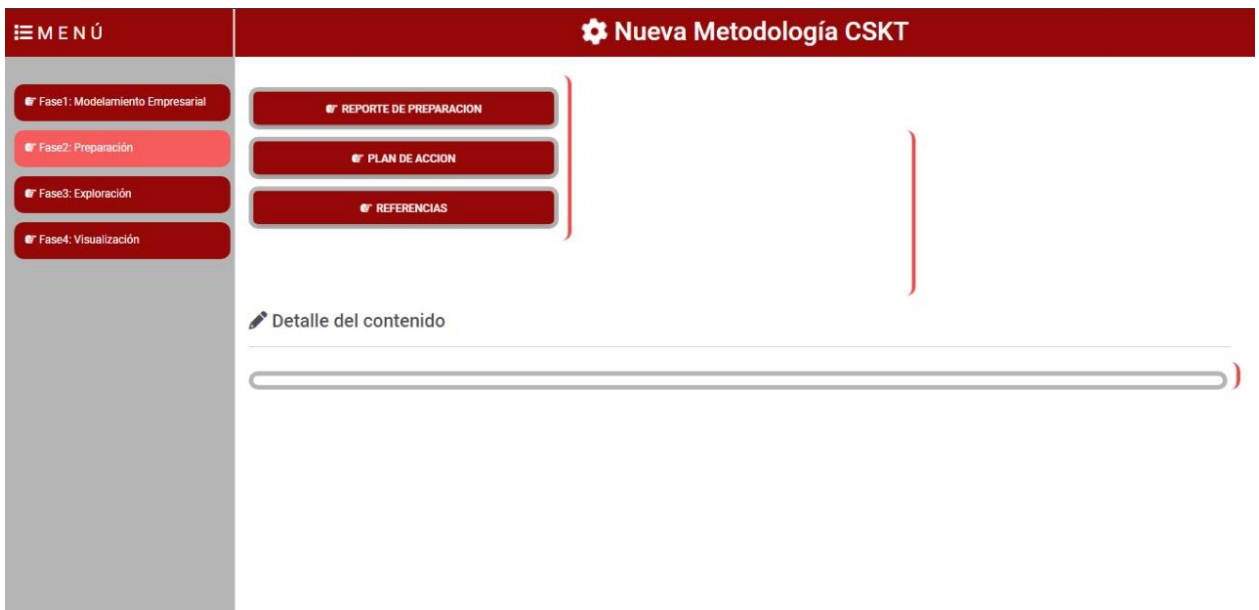 MENÚ
Nueva Metodología CSKT
Fase1: Modelamiento Empresarial
Fase2: Preparación
Fase3: Exploración
Fase4: Visualización
REPORTE DE PREPARACION
PLAN DE ACCION
REFERENCIAS
Detalle del contenido